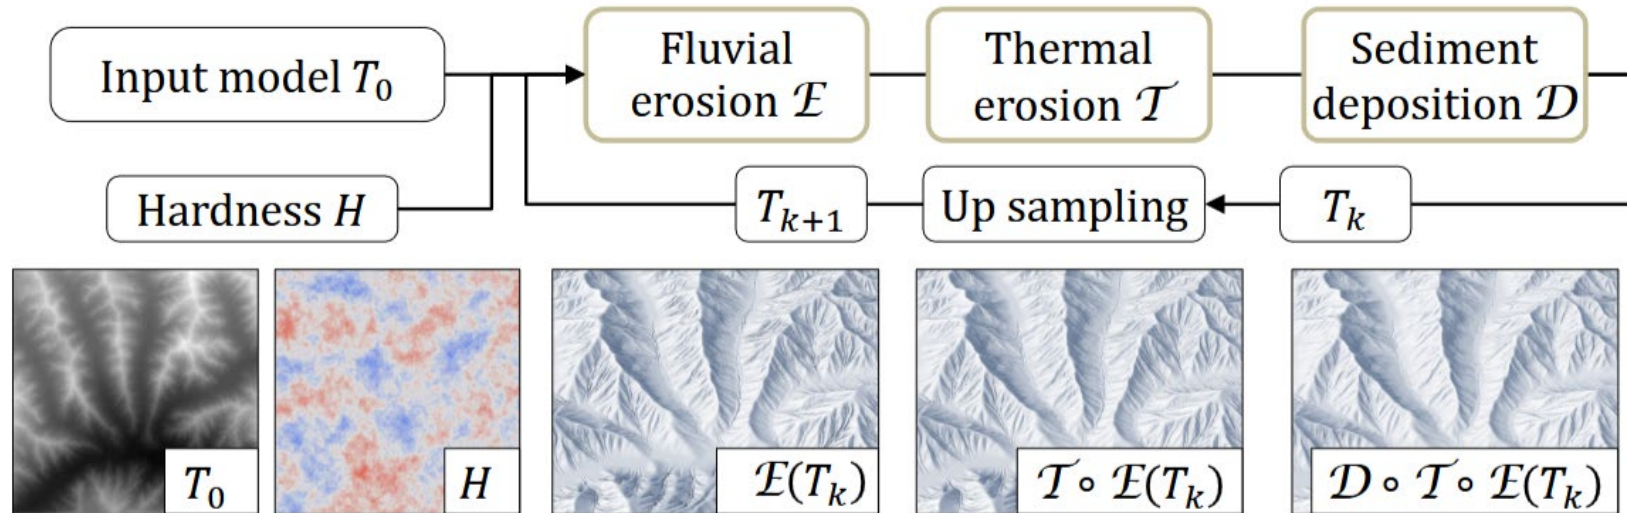 Input model T₀
Fluvial
erosion ℰ
Thermal
erosion 𝒯
Sediment
deposition 𝒟
Hardness H
Tₖ₊₁
Up sampling
Tₖ
T₀
H
ℰ(Tₖ)
𝒯∘ ℰ(Tₖ)
𝒟 ∘ 𝒯 ∘ ℰ(Tₖ)